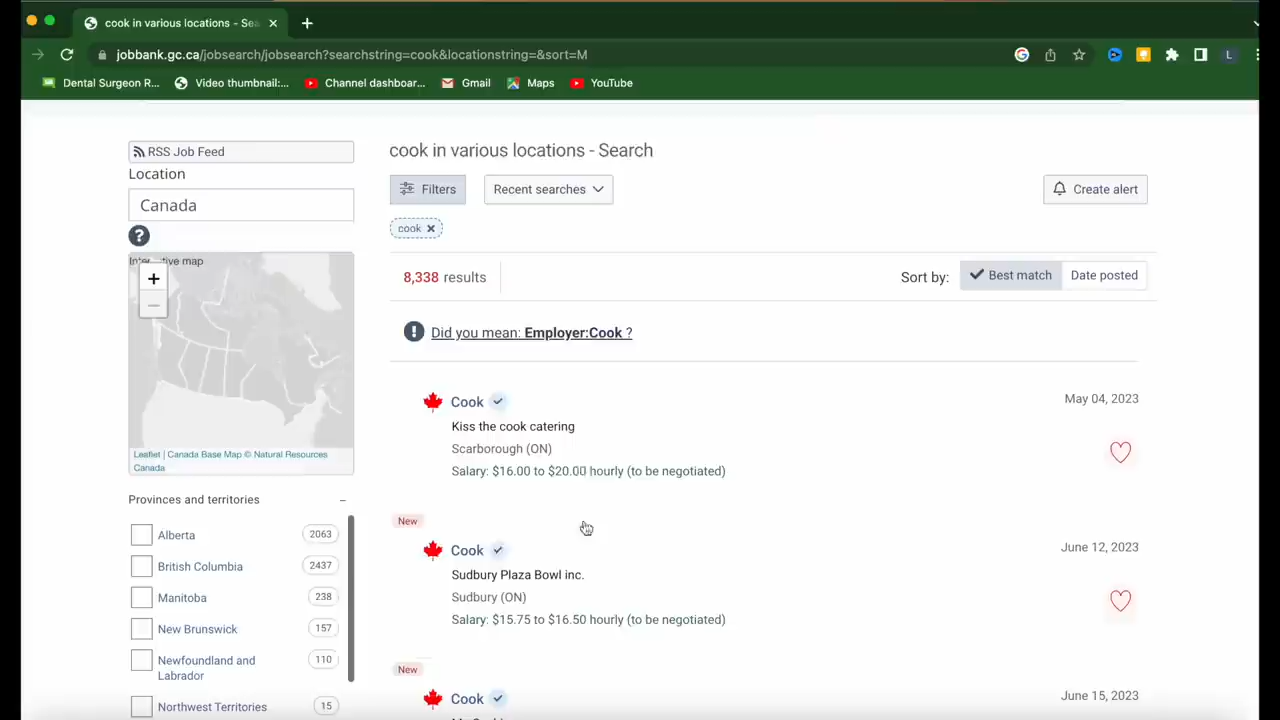 cook in various locations - Sea
jobbank.gc.ca/jobsearch/jobsearch?searchstring=cook&locationstring=&sort=M
L
Dental Surgeon R...
Video thumbnail:...
Channel dashboar...
Gmail
Maps
YouTube
RSS Job Feed
Location
Canada
?
Interactive map
+
−
Leaflet | Canada Base Map © Natural Resources
Canada
Provinces and territories
Alberta 2063
British Columbia 2437
Manitoba 238
New Brunswick 157
Newfoundland and 110
Labrador
Northwest Territories 15
cook in various locations - Search
Filters
Recent searches
Create alert
cook
8,338 results
Sort by:
Best match
Date posted
Did you mean: Employer:Cook ?
Cook
May 04, 2023
Kiss the cook catering
Scarborough (ON)
Salary: $16.00 to $20.00 hourly (to be negotiated)
New
Cook
June 12, 2023
Sudbury Plaza Bowl inc.
Sudbury (ON)
Salary: $15.75 to $16.50 hourly (to be negotiated)
New
Cook
June 15, 2023